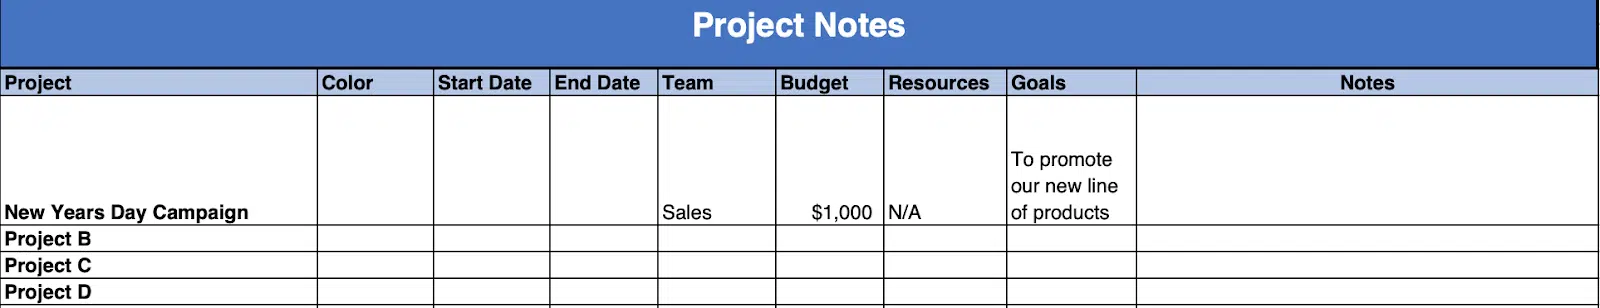 Project Notes
Project Color Start Date End Date Team Budget Resources Goals Notes
To promote
our new line
New Years Day Campaign Sales $1,000 N/A of products
Project B
Project C
Project D